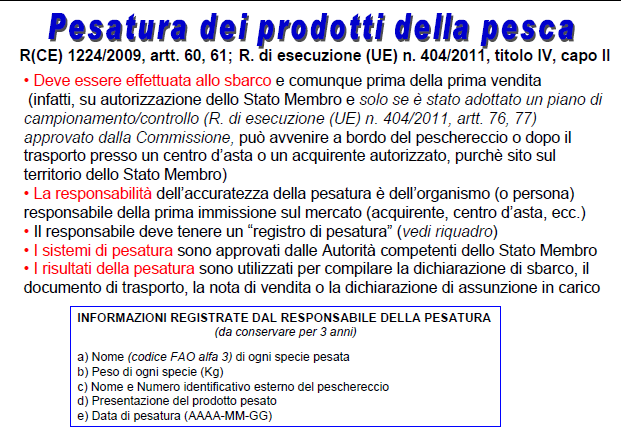 Pesatura dei prodotti della pesca
R(CE) 1224/2009, artt. 60, 61; R. di esecuzione (UE) n. 404/2011, titolo IV, capo II
• Deve essere effettuata allo sbarco e comunque prima della prima vendita
(infatti, su autorizzazione dello Stato Membro e solo se è stato adottato un piano di
campionamento/controllo (R. di esecuzione (UE) n. 404/2011, artt. 76, 77)
approvato dalla Commissione, può avvenire a bordo del peschereccio o dopo il
trasporto presso un centro d'asta o un acquirente autorizzato, purchè sito sul
territorio dello Stato Membro)
• La responsabilità dell'accuratezza della pesatura è dell'organismo (o persona)
responsabile della prima immissione sul mercato (acquirente, centro d'asta, ecc.)
• Il responsabile deve tenere un "registro di pesatura" (vedi riquadro)
• I sistemi di pesatura sono approvati dalle Autorità competenti dello Stato Membro
• I risultati della pesatura sono utilizzati per compilare la dichiarazione di sbarco, il
documento di trasporto, la nota di vendita o la dichiarazione di assunzione in carico
INFORMAZIONI REGISTRATE DAL RESPONSABILE DELLA PESATURA
(da conservare per 3 anni)
a) Nome (codice FAO alfa 3) di ogni specie pesata
b) Peso di ogni specie (Kg)
c) Nome e Numero identificativo esterno del peschereccio
d) Presentazione del prodotto pesato
e) Data di pesatura (AAAA-MM-GG)